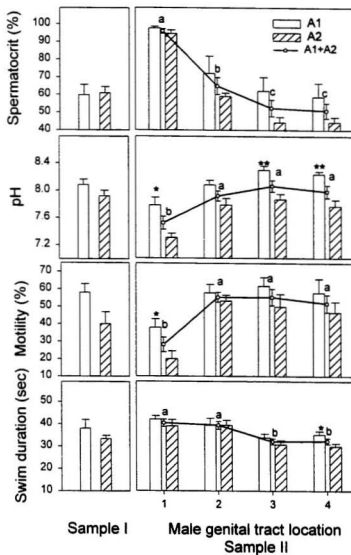 A1
A2
A1+A2
Spermatocrit (%)
100
90
80
70
60
50
40
a
b
c
c
pH
8.4
8.0
7.6
7.2
*
b
a
**
a
**
a
Motility (%)
70
60
50
40
30
20
10
*
b
a
a
a
Swim duration (sec)
40
30
20
10
a
a
b
*
b
1 2 3 4
Sample I
Male genital tract location
Sample II